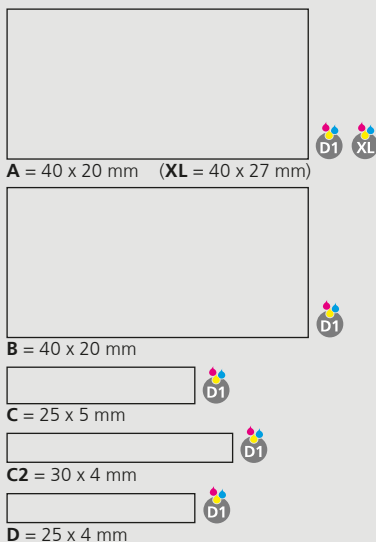 D1 XL
A = 40 x 20 mm (XL = 40 x 27 mm)
D1
B = 40 x 20 mm
D1
C = 25 x 5 mm
D1
C2 = 30 x 4 mm
D1
D = 25 x 4 mm